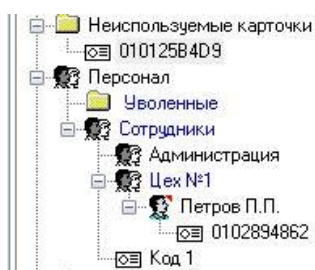 Неиспользуемые карточки
010125B4D9
Персонал
Уволенные
Сотрудники
Администрация
Цех №1
Петров П.П.
0102894862
Код 1